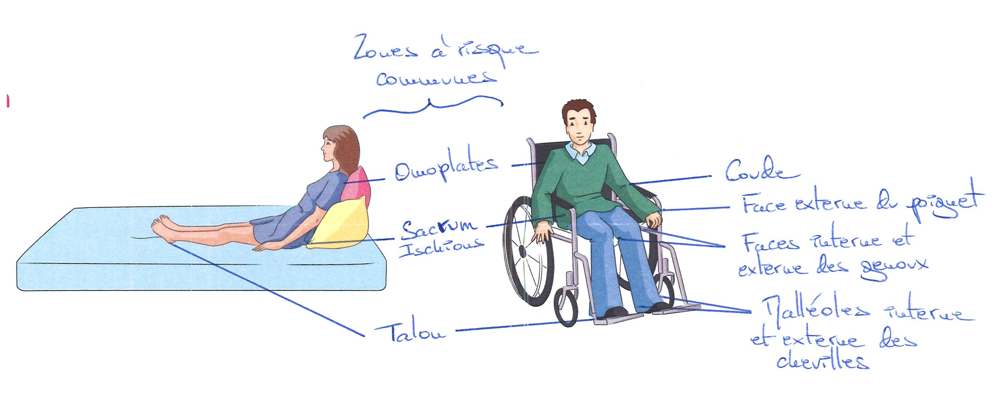 Zones à risque
communes
Omoplates
Sacrum
Ischions
Talon
Coude
Face externe du poignet
Faces interne et
externe des genoux
Malléoles interne
et externe des
chevilles